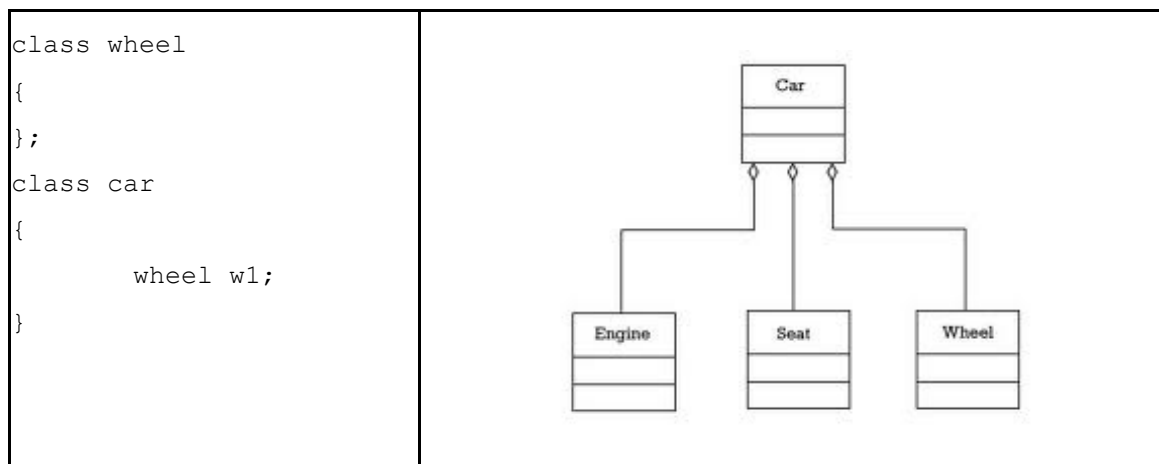 class wheel
{
};
class car
{
wheel w1;
}
Car
Engine
Seat
Wheel